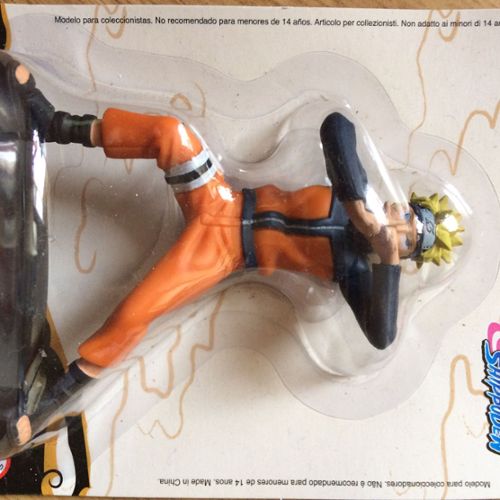 Modelo para coleccionistas. No recomendado para menores de 14 años. Articolo per collezionisti. Non adatto ai minori di 14
SHIPPUDEN
Modelo para colecionadores. Não é recomendado para menores de 14 anos. Made in China.